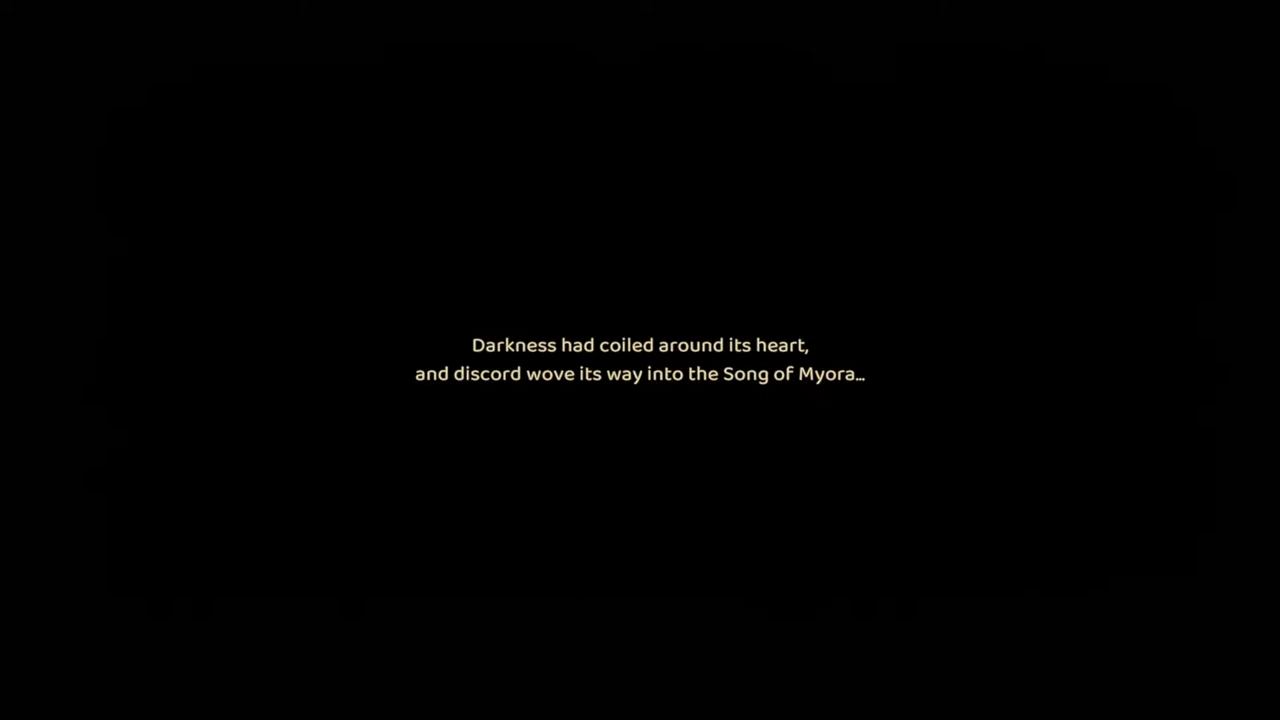 Darkness had coiled around its heart,
and discord wove its way into the Song of Myora...